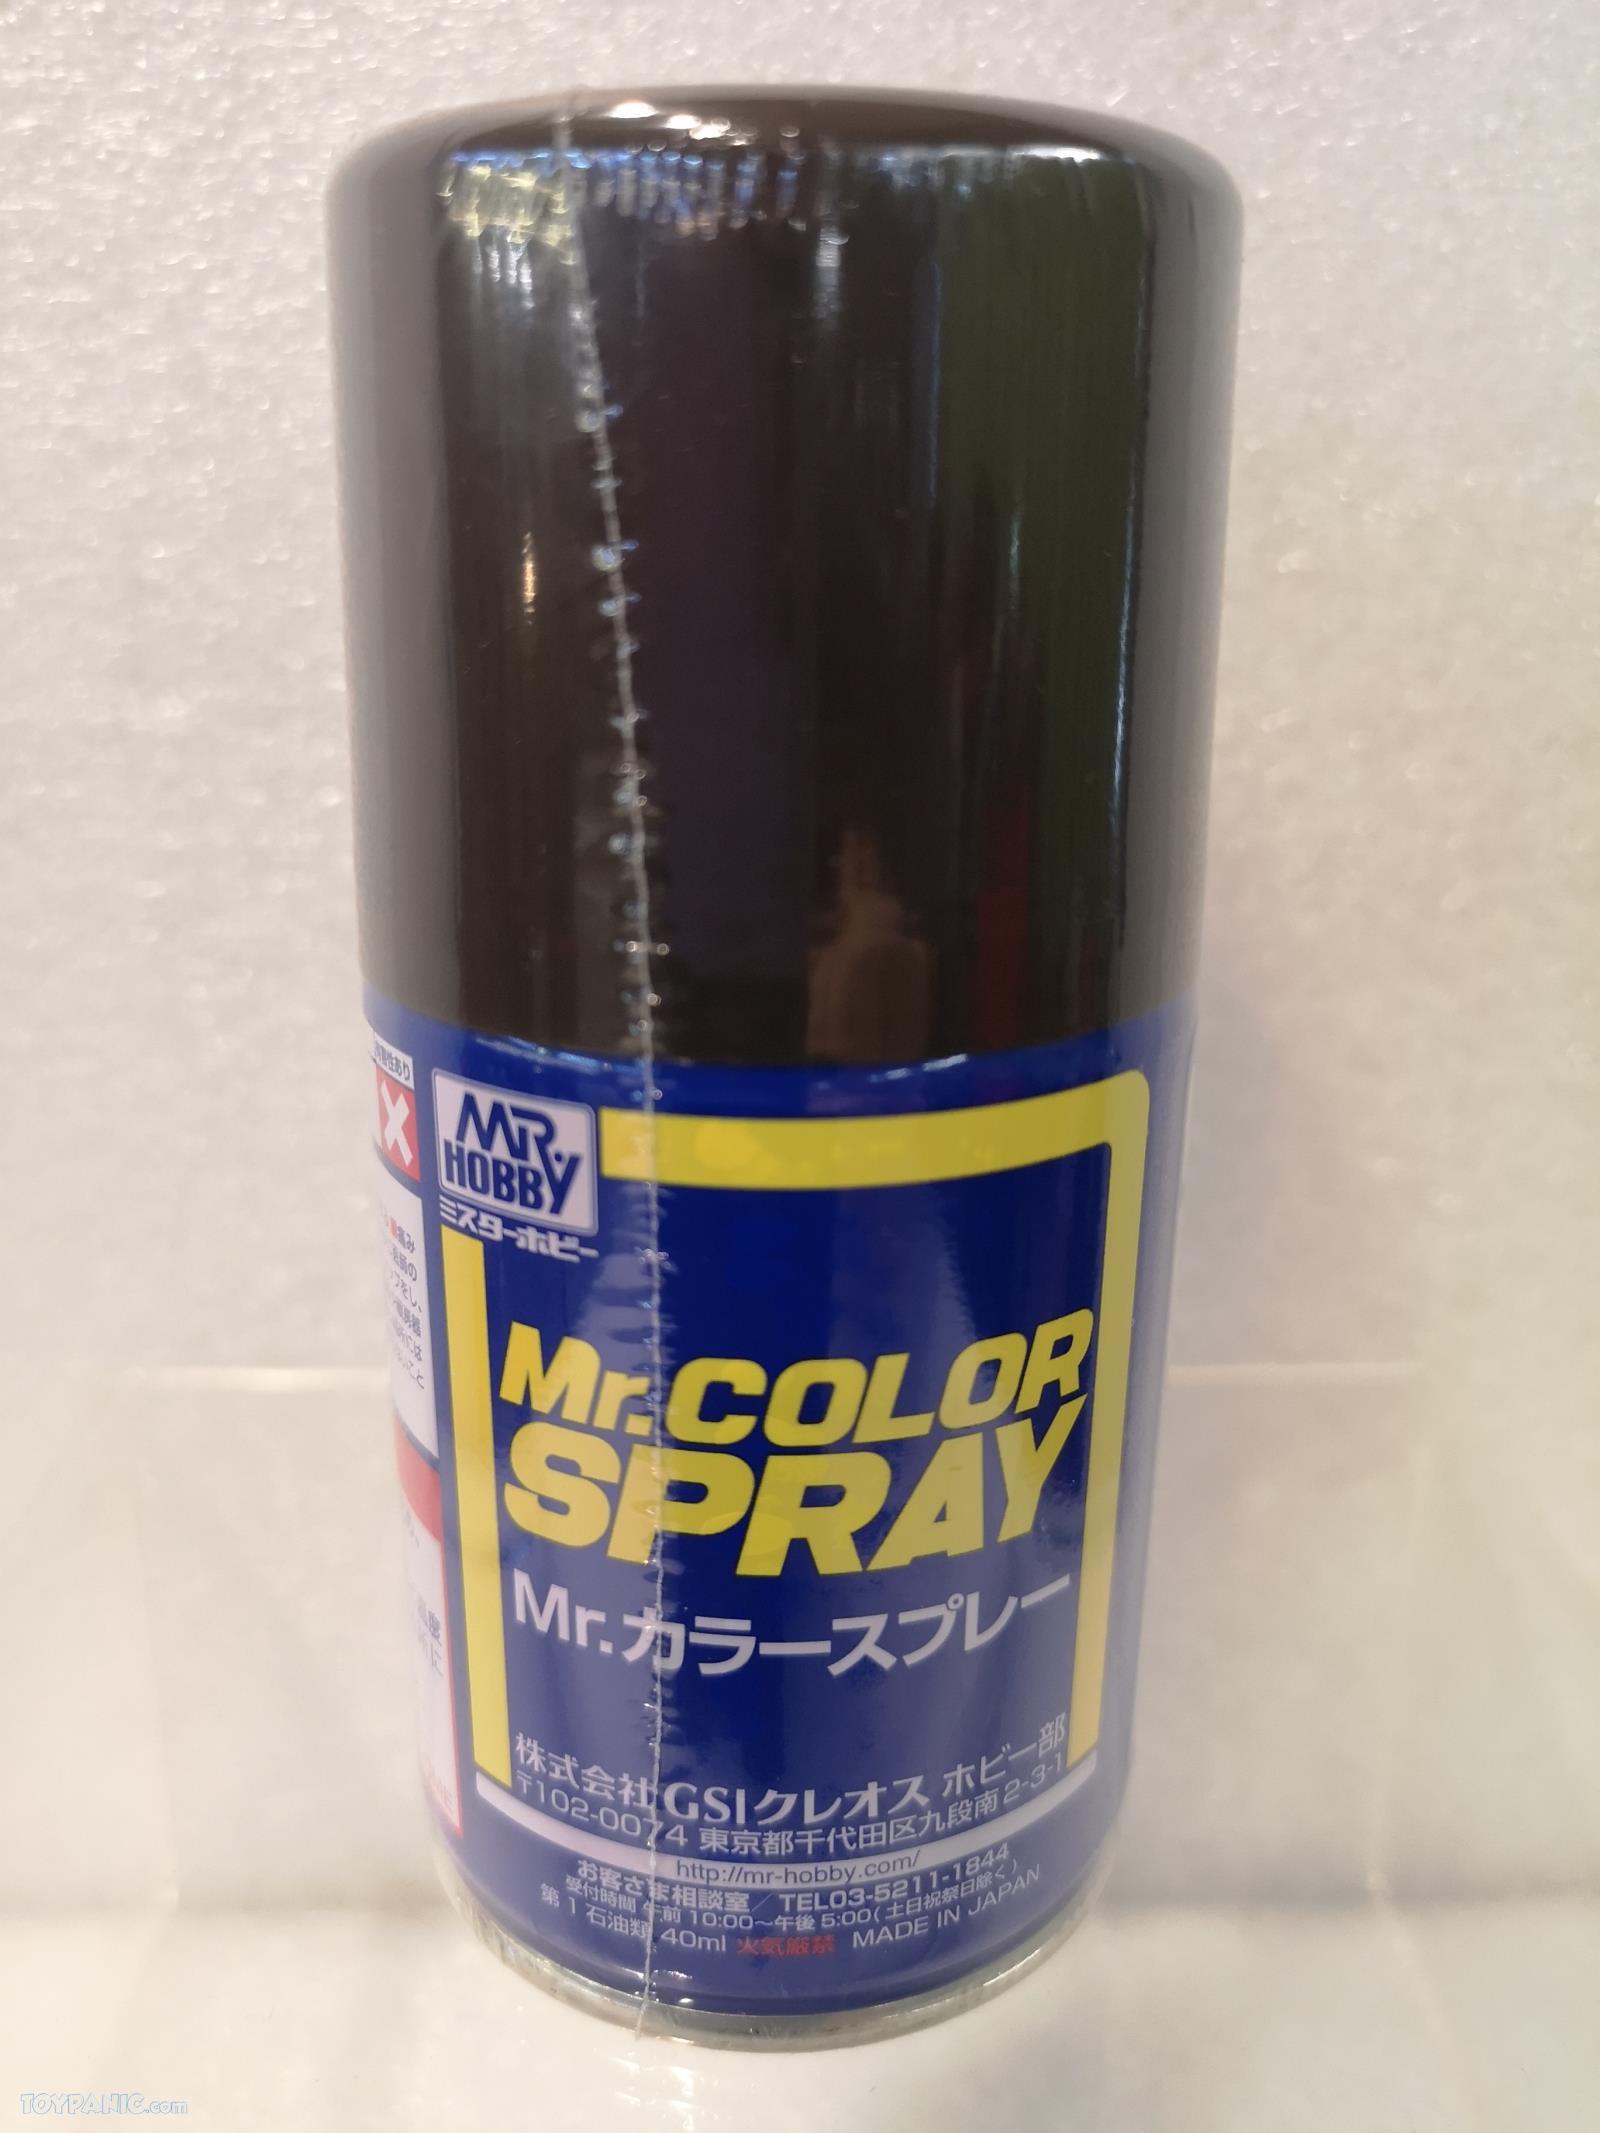 有害性あり
MR.
HOBBY
ミスターホビー
Mr.COLOR
SPRAY
Mr.カラースプレー
株式会社GSIクレオス ホビー部
〒102-0074 東京都千代田区九段南2-3-1
http://mr-hobby.com/
お客さま相談室／TEL03-5211-1844
受付時間 午前10:00～午後5:00(土日祝祭日除く)
第1石油類 40ml 火気厳禁 MADE IN JAPAN
TOYPANIC.com